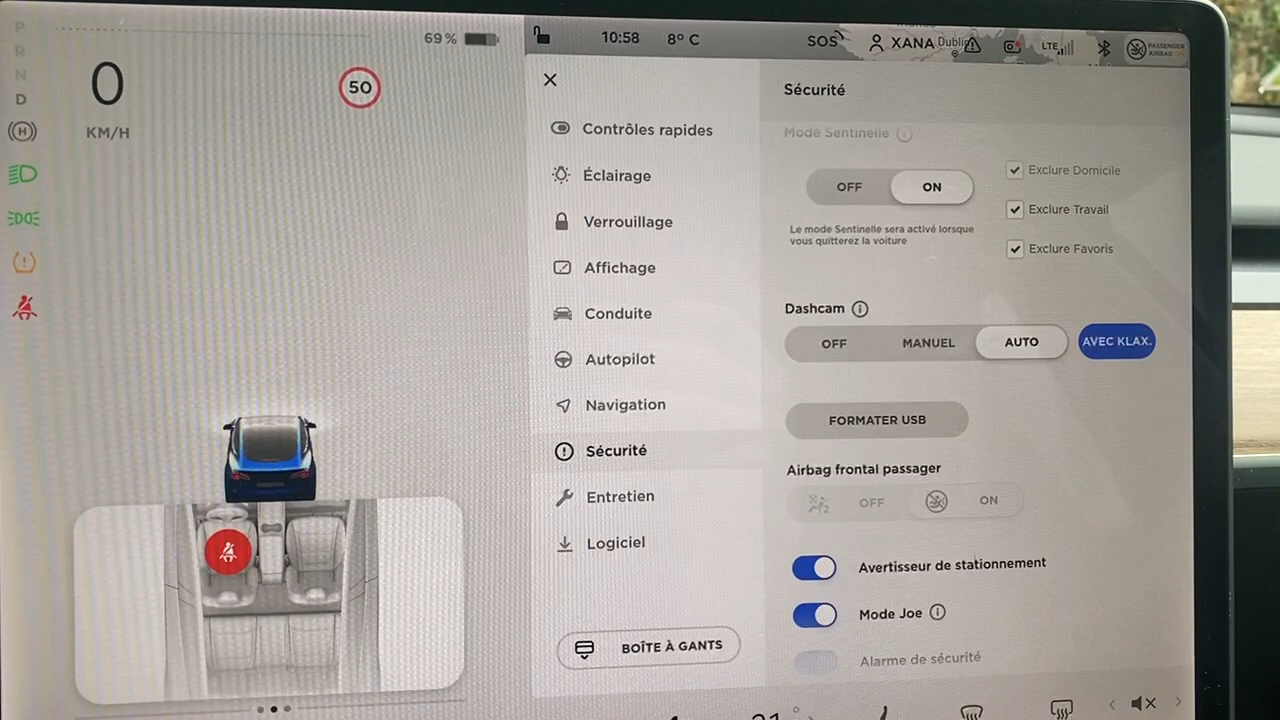 P
R
N
D
0
KM/H
50
69 %
10:58
8° C
SOS
XANA
LTE
PASSENGER
AIRBAG
Sécurité
Contrôles rapides
Éclairage
Verrouillage
Affichage
Conduite
Autopilot
Navigation
Sécurité
Entretien
Logiciel
BOÎTE À GANTS
Mode Sentinelle
OFF
ON
Le mode Sentinelle sera activé lorsque
vous quitterez la voiture
Exclure Domicile
Exclure Travail
Exclure Favoris
Dashcam
OFF
MANUEL
AUTO
AVEC KLAX.
FORMATER USB
Airbag frontal passager
OFF
ON
Avertisseur de stationnement
Mode Joe
Alarme de sécurité